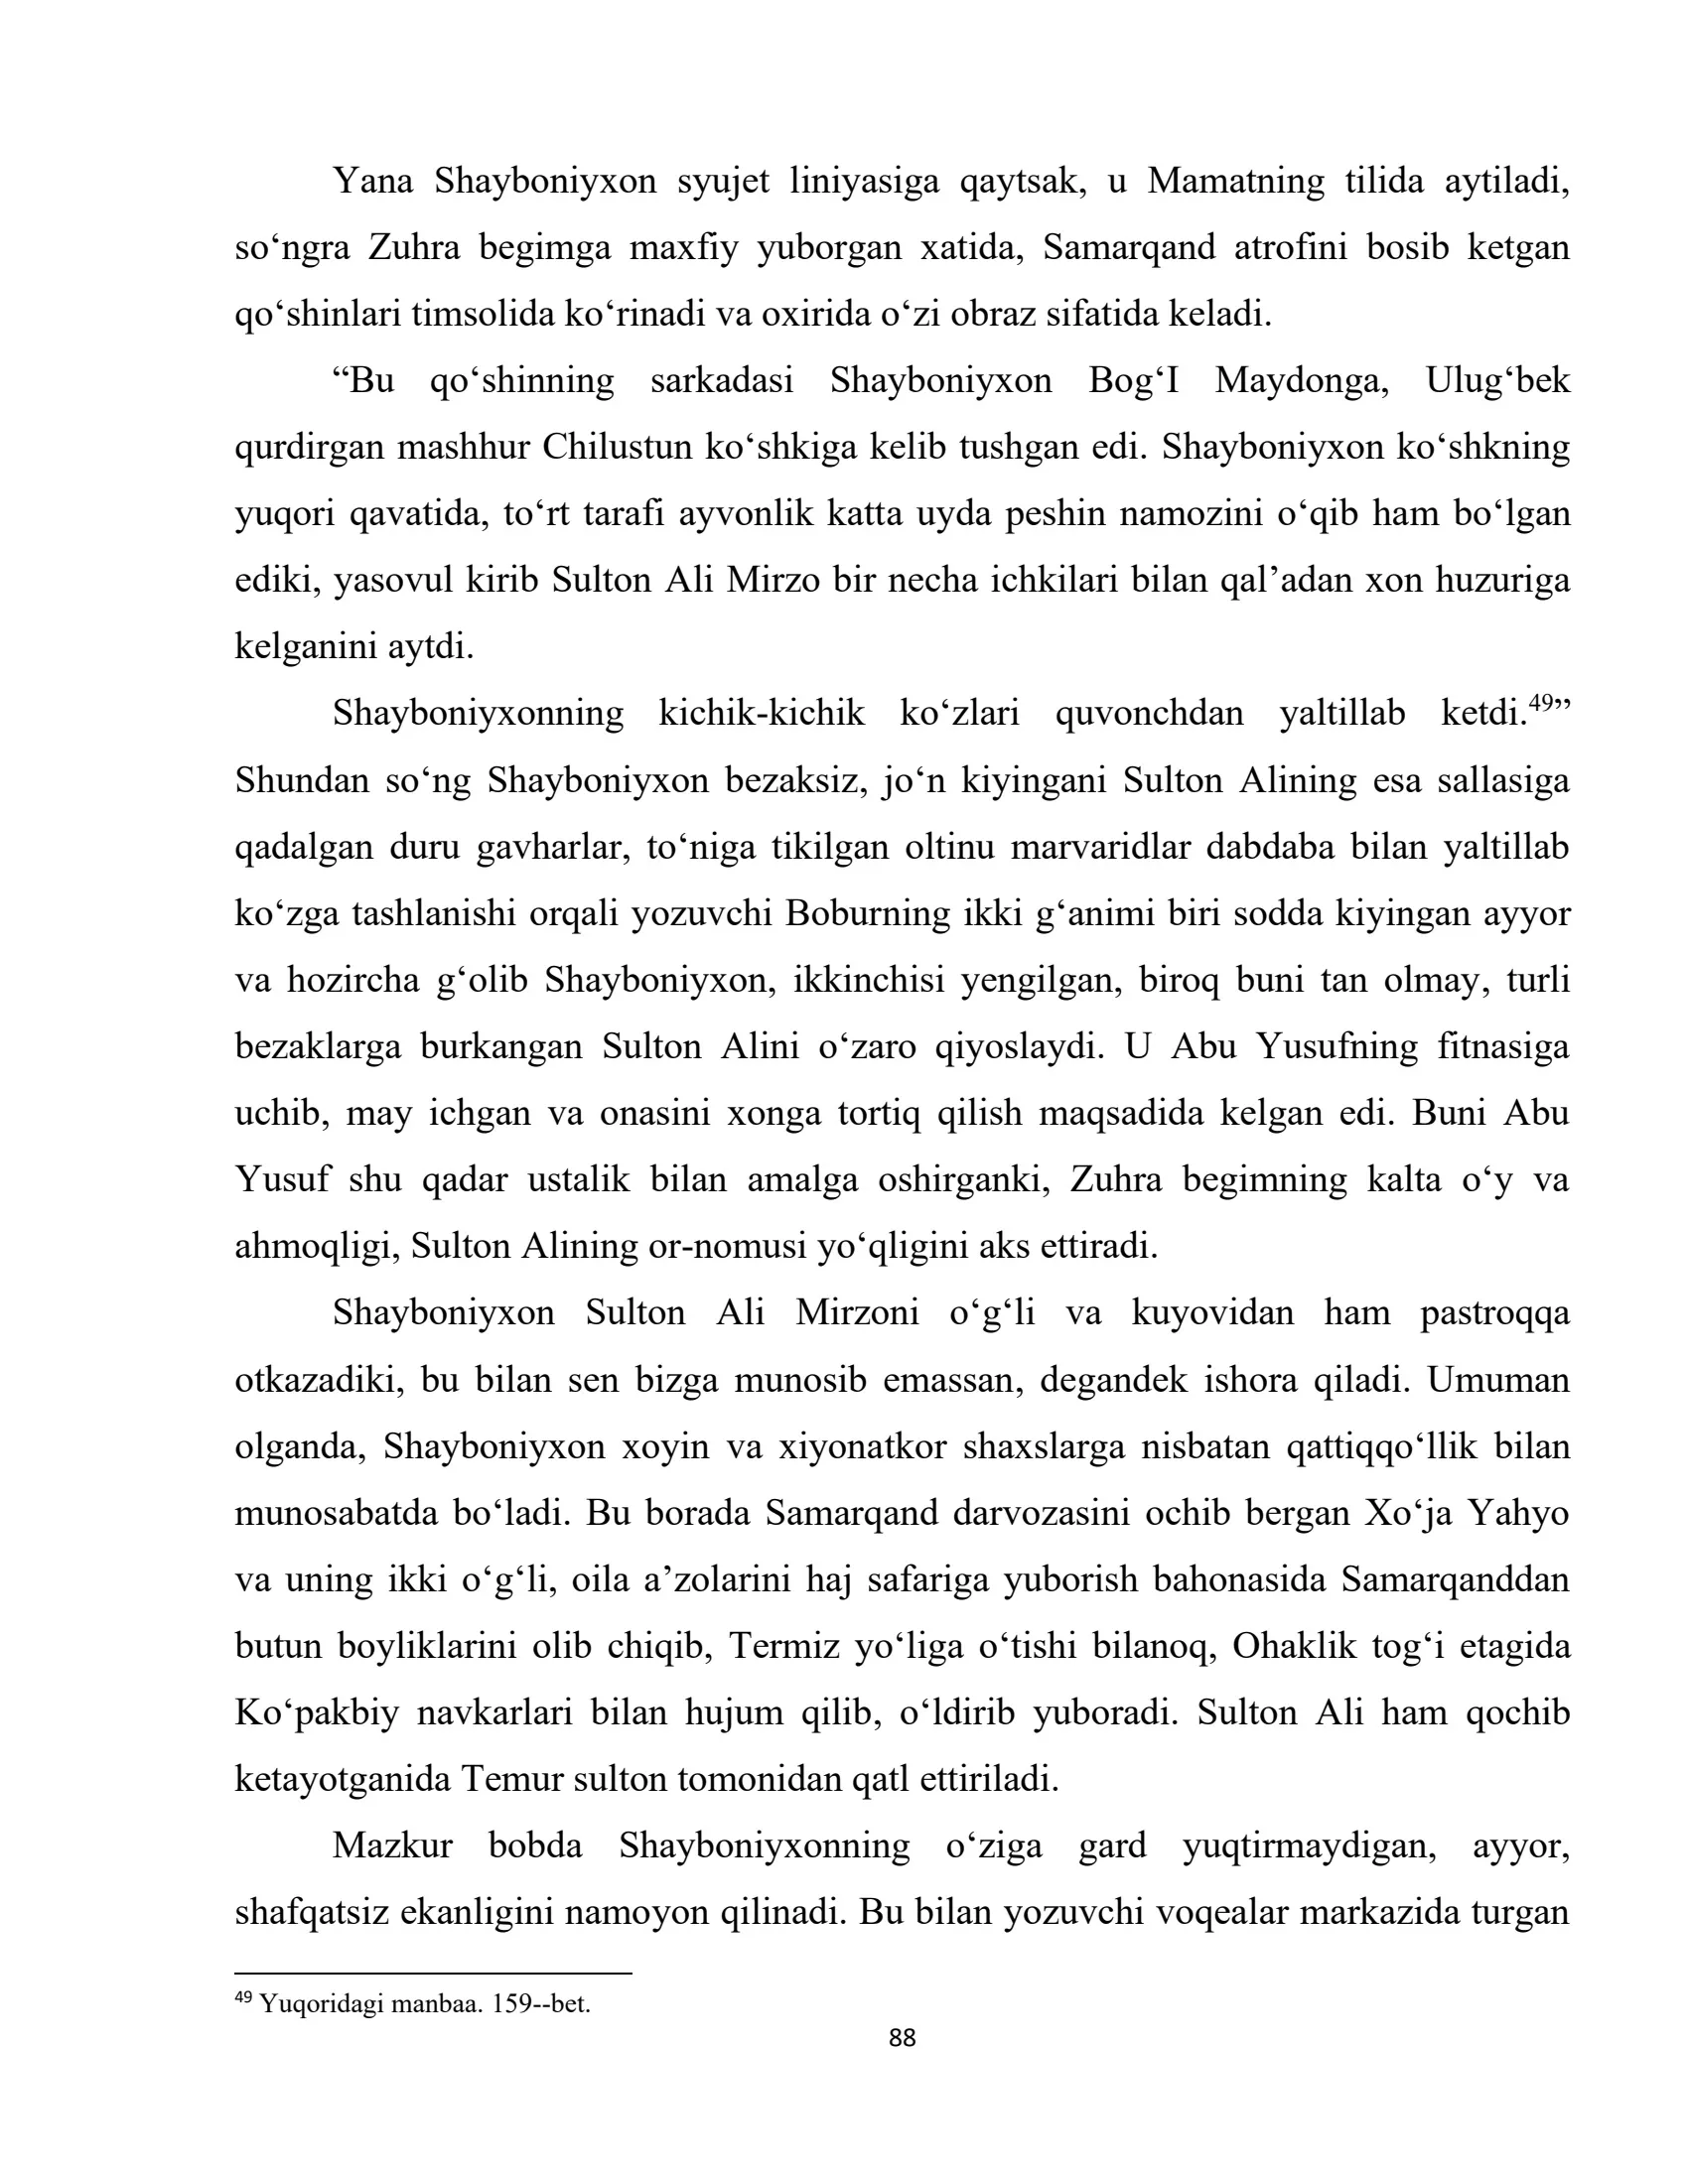 Yana Shayboniyxon syujet liniyasiga qaytsak, u Mamatning tilida aytiladi,
so‘ngra Zuhra begimga maxfiy yuborgan xatida, Samarqand atrofini bosib ketgan
qo‘shinlari timsolida ko‘rinadi va oxirida o‘zi obraz sifatida keladi.
“Bu qo‘shinning sarkadasi Shayboniyxon Bog‘I Maydonga, Ulug‘bek
qurdirgan mashhur Chilustun ko‘shkiga kelib tushgan edi. Shayboniyxon ko‘shkning
yuqori qavatida, to‘rt tarafi ayvonlik katta uyda peshin namozini o‘qib ham bo‘lgan
ediki, yasovul kirib Sulton Ali Mirzo bir necha ichkilari bilan qal’adan xon huzuriga
kelganini aytdi.
Shayboniyxonning kichik-kichik ko‘zlari quvonchdan yaltillab ketdi.49”
Shundan so‘ng Shayboniyxon bezaksiz, jo‘n kiyingani Sulton Alining esa sallasiga
qadalgan duru gavharlar, to‘niga tikilgan oltinu marvaridlar dabdaba bilan yaltillab
ko‘zga tashlanishi orqali yozuvchi Boburning ikki g‘animi biri sodda kiyingan ayyor
va hozircha g‘olib Shayboniyxon, ikkinchisi yengilgan, biroq buni tan olmay, turli
bezaklarga burkangan Sulton Alini o‘zaro qiyoslaydi. U Abu Yusufning fitnasiga
uchib, may ichgan va onasini xonga tortiq qilish maqsadida kelgan edi. Buni Abu
Yusuf shu qadar ustalik bilan amalga oshirganki, Zuhra begimning kalta o‘y va
ahmoqligi, Sulton Alining or-nomusi yo‘qligini aks ettiradi.
Shayboniyxon Sulton Ali Mirzoni o‘g‘li va kuyovidan ham pastroqqa
otkazadiki, bu bilan sen bizga munosib emassan, degandek ishora qiladi. Umuman
olganda, Shayboniyxon xoyin va xiyonatkor shaxslarga nisbatan qattiqqo‘llik bilan
munosabatda bo‘ladi. Bu borada Samarqand darvozasini ochib bergan Xo‘ja Yahyo
va uning ikki o‘g‘li, oila a’zolarini haj safariga yuborish bahonasida Samarqanddan
butun boyliklarini olib chiqib, Termiz yo‘liga o‘tishi bilanoq, Ohaklik tog‘i etagida
Ko‘pakbiy navkarlari bilan hujum qilib, o‘ldirib yuboradi. Sulton Ali ham qochib
ketayotganida Temur sulton tomonidan qatl ettiriladi.
Mazkur bobda Shayboniyxonning o‘ziga gard yuqtirmaydigan, ayyor,
shafqatsiz ekanligini namoyon qilinadi. Bu bilan yozuvchi voqealar markazida turgan
49 Yuqoridagi manbaa. 159--bet.
88